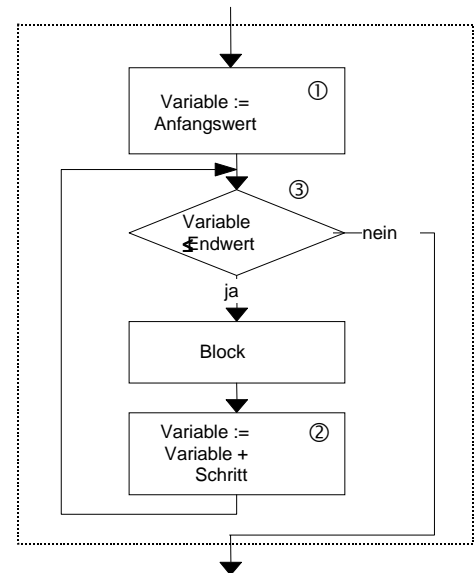 ①
Variable :=
Anfangswert
③
Variable
≤Endwert
nein
ja
Block
Variable :=
②
Variable +
Schritt